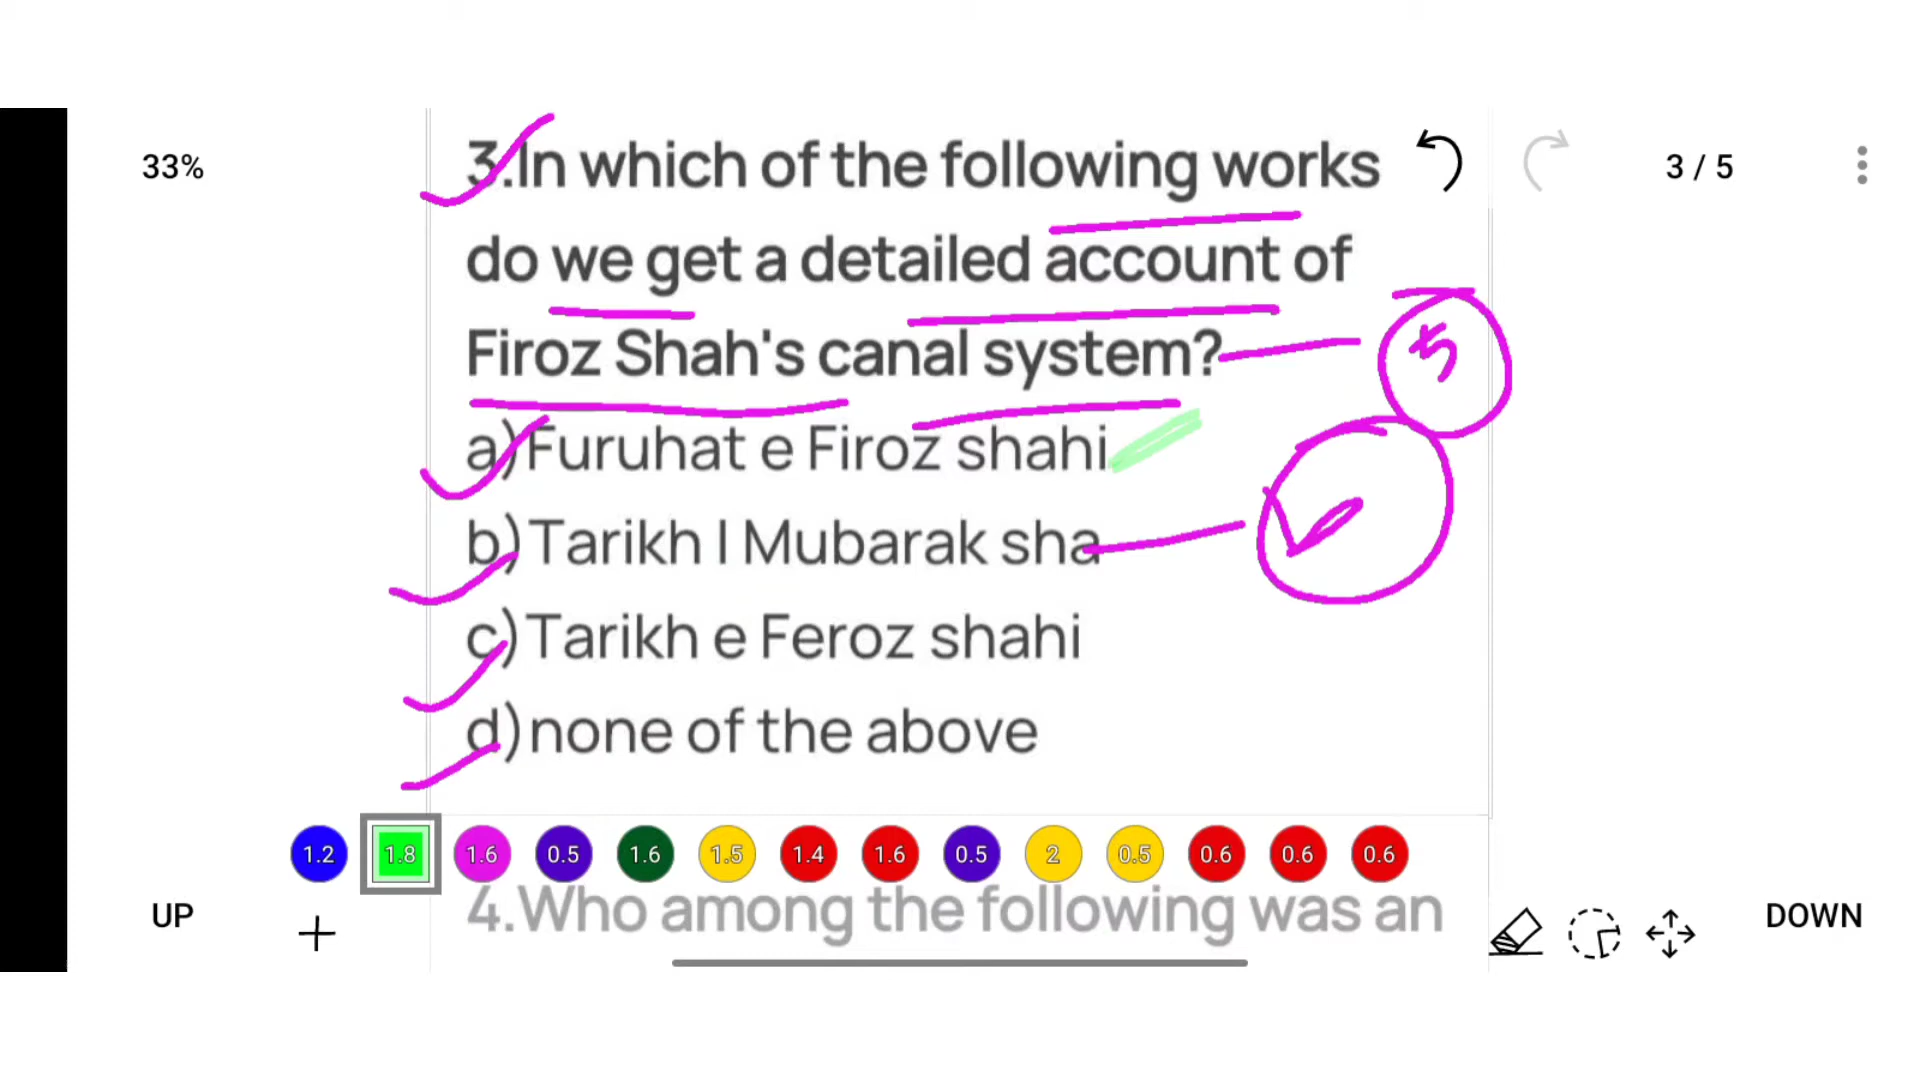 33%
3 / 5
3.In which of the following works
do we get a detailed account of
Firoz Shah's canal system?
a)Furuhat e Firoz shahi
b)Tarikh I Mubarak sha
c)Tarikh e Feroz shahi
d)none of the above
1.2 1.8 1.6 0.5 1.6 1.5 1.4 1.6 0.5 2 0.5 0.6 0.6 0.6
4.Who among the following was an
UP
DOWN